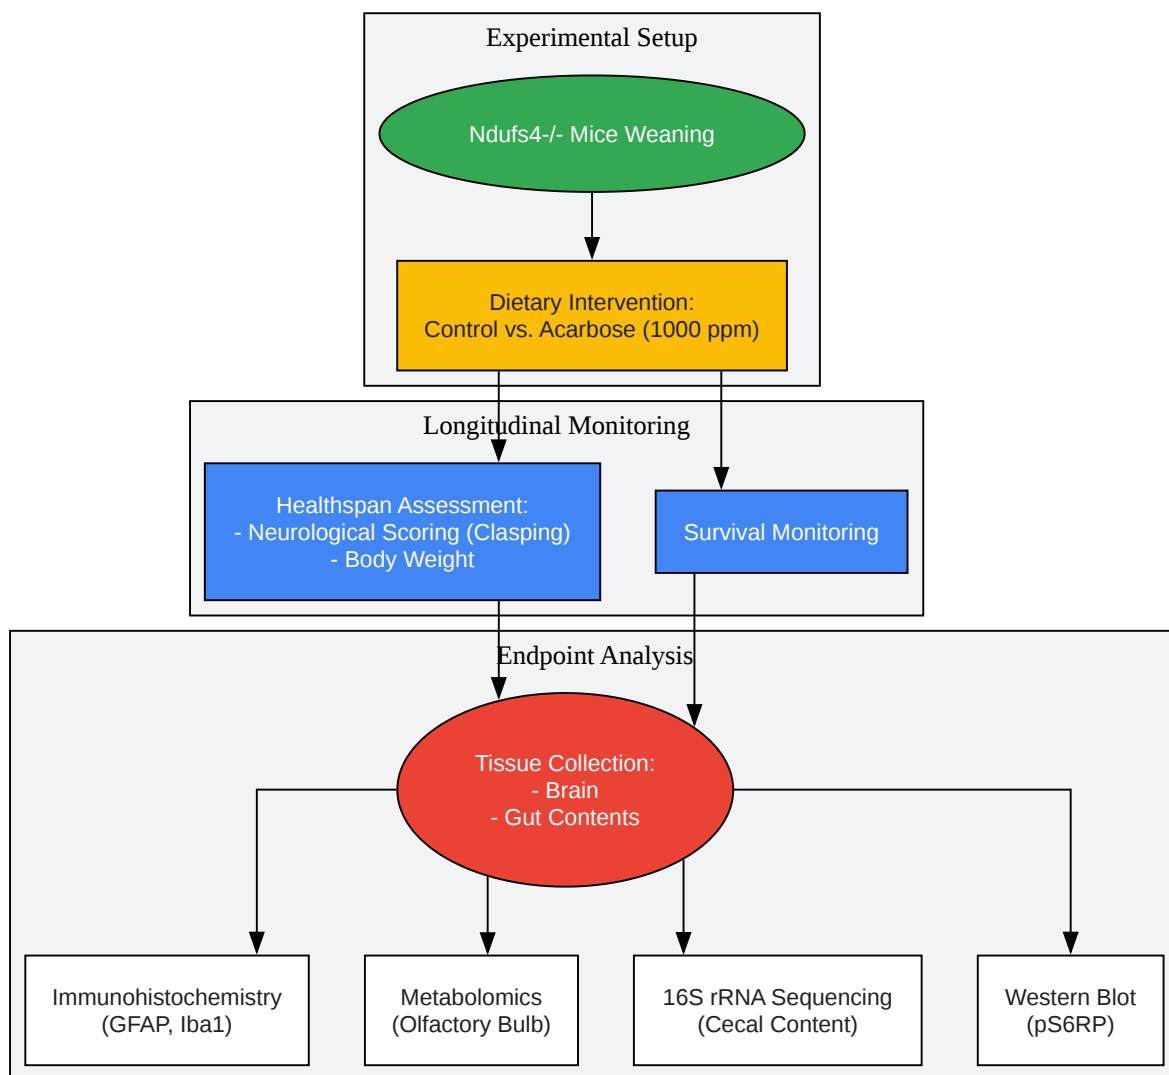 Experimental Setup
Ndufs4-/- Mice Weaning
Dietary Intervention:
Control vs. Acarbose (1000 ppm)
Longitudinal Monitoring
Healthspan Assessment:
- Neurological Scoring (Clasping)
- Body Weight
Survival Monitoring
Endpoint Analysis
Tissue Collection:
- Brain
- Gut Contents
Immunohistochemistry
(GFAP, Iba1)
Metabolomics
(Olfactory Bulb)
16S rRNA Sequencing
(Cecal Content)
Western Blot
(pS6RP)